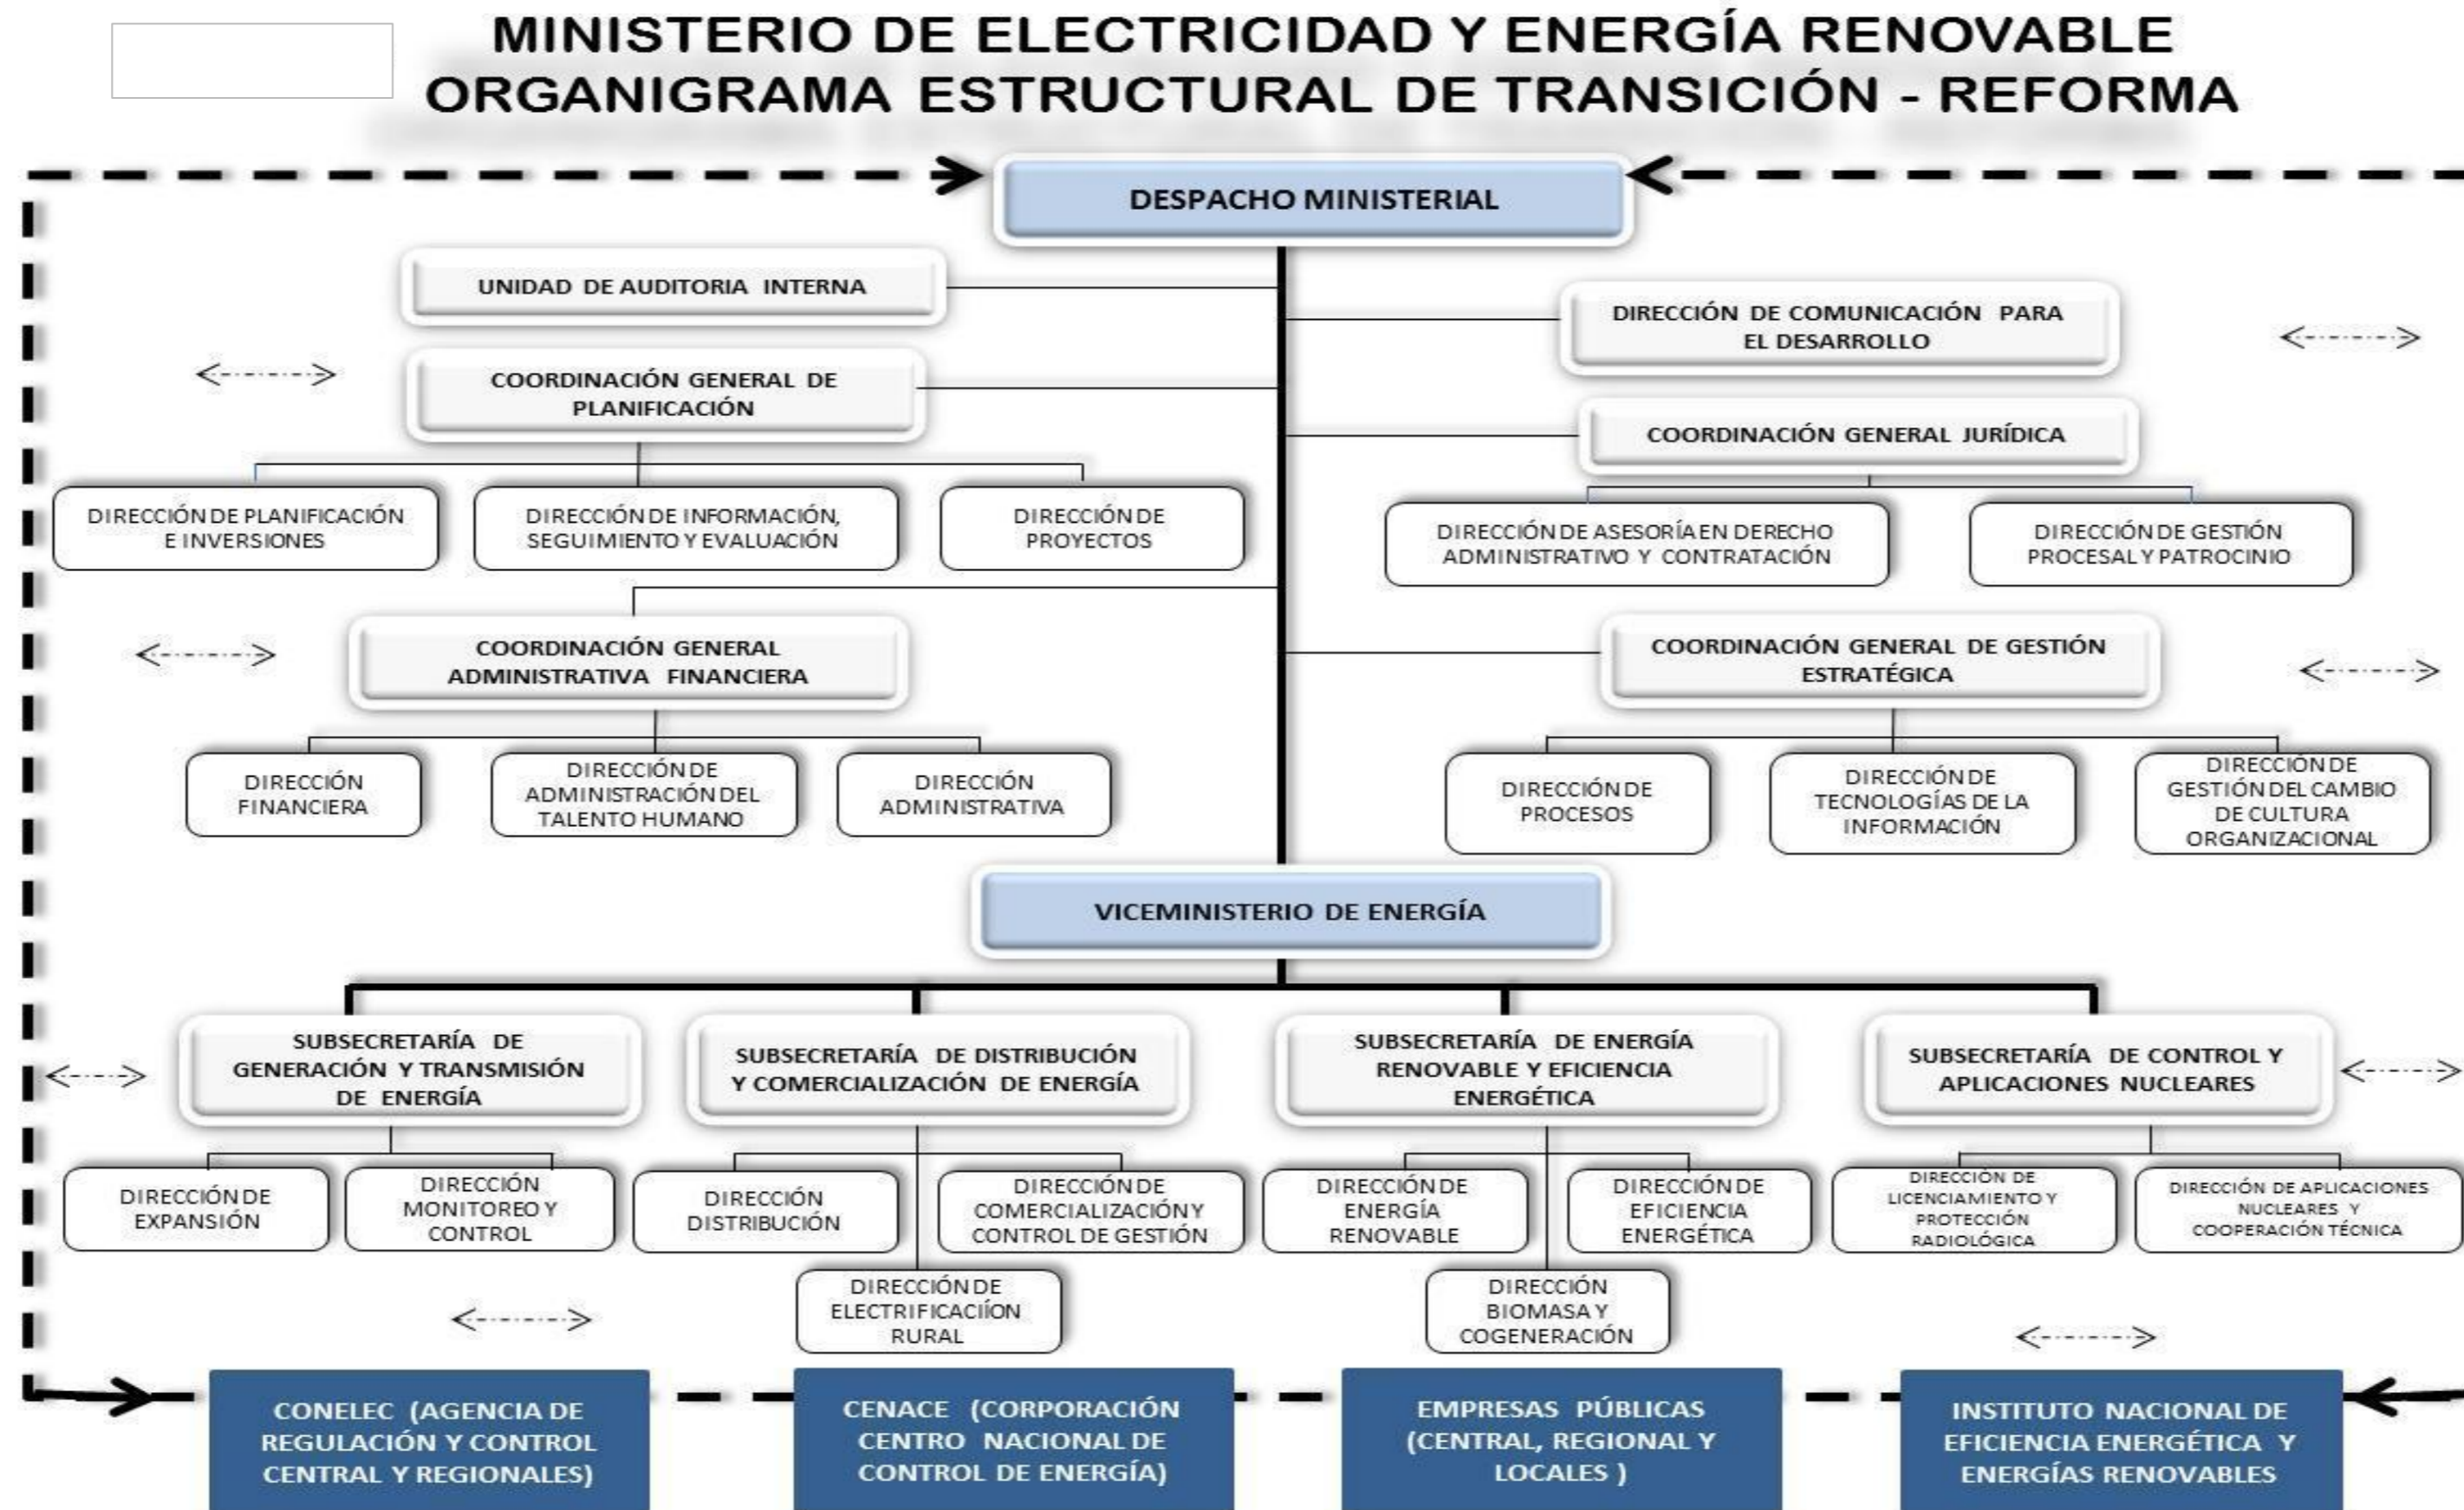 MINISTERIO DE ELECTRICIDAD Y ENERGÍA RENOVABLE
ORGANIGRAMA ESTRUCTURAL DE TRANSICIÓN - REFORMA
DESPACHO MINISTERIAL
UNIDAD DE AUDITORIA INTERNA
DIRECCIÓN DE COMUNICACIÓN PARA
EL DESARROLLO
COORDINACIÓN GENERAL DE
PLANIFICACIÓN
COORDINACIÓN GENERAL JURÍDICA
DIRECCIÓN DE PLANIFICACIÓN
E INVERSIONES
DIRECCIÓN DE INFORMACIÓN,
SEGUIMIENTO Y EVALUACIÓN
DIRECCIÓN DE
PROYECTOS
DIRECCIÓN DE ASESORÍA EN DERECHO
ADMINISTRATIVO Y CONTRATACIÓN
DIRECCIÓN DE GESTIÓN
PROCESAL Y PATROCINIO
COORDINACIÓN GENERAL
ADMINISTRATIVA FINANCIERA
COORDINACIÓN GENERAL DE GESTIÓN
ESTRATÉGICA
DIRECCIÓN
FINANCIERA
DIRECCIÓN DE
ADMINISTRACIÓN DEL
TALENTO HUMANO
DIRECCIÓN
ADMINISTRATIVA
DIRECCIÓN DE
PROCESOS
DIRECCIÓN DE
TECNOLOGÍAS DE LA
INFORMACIÓN
DIRECCIÓN DE
GESTIÓN DEL CAMBIO
DE CULTURA
ORGANIZACIONAL
VICEMINISTERIO DE ENERGÍA
SUBSECRETARÍA DE
GENERACIÓN Y TRANSMISIÓN
DE ENERGÍA
SUBSECRETARÍA DE DISTRIBUCIÓN
Y COMERCIALIZACIÓN DE ENERGÍA
SUBSECRETARÍA DE ENERGÍA
RENOVABLE Y EFICIENCIA
ENERGÉTICA
SUBSECRETARÍA DE CONTROL Y
APLICACIONES NUCLEARES
DIRECCIÓN DE
EXPANSIÓN
DIRECCIÓN
MONITOREO Y
CONTROL
DIRECCIÓN
DISTRIBUCIÓN
DIRECCIÓN DE
COMERCIALIZACIÓN Y
CONTROL DE GESTIÓN
DIRECCIÓN DE
ENERGÍA
RENOVABLE
DIRECCIÓN DE
EFICIENCIA
ENERGÉTICA
DIRECCIÓN DE
LICENCIAMIENTO Y
PROTECCIÓN
RADIOLÓGICA
DIRECCIÓN DE APLICACIONES
NUCLEARES Y
COOPERACIÓN TÉCNICA
DIRECCIÓN DE
ELECTRIFICACIÍON
RURAL
DIRECCIÓN
BIOMASA Y
COGENERACIÓN
CONELEC (AGENCIA DE
REGULACIÓN Y CONTROL
CENTRAL Y REGIONALES)
CENACE (CORPORACIÓN
CENTRO NACIONAL DE
CONTROL DE ENERGÍA)
EMPRESAS PÚBLICAS
(CENTRAL, REGIONAL Y
LOCALES )
INSTITUTO NACIONAL DE
EFICIENCIA ENERGÉTICA Y
ENERGÍAS RENOVABLES